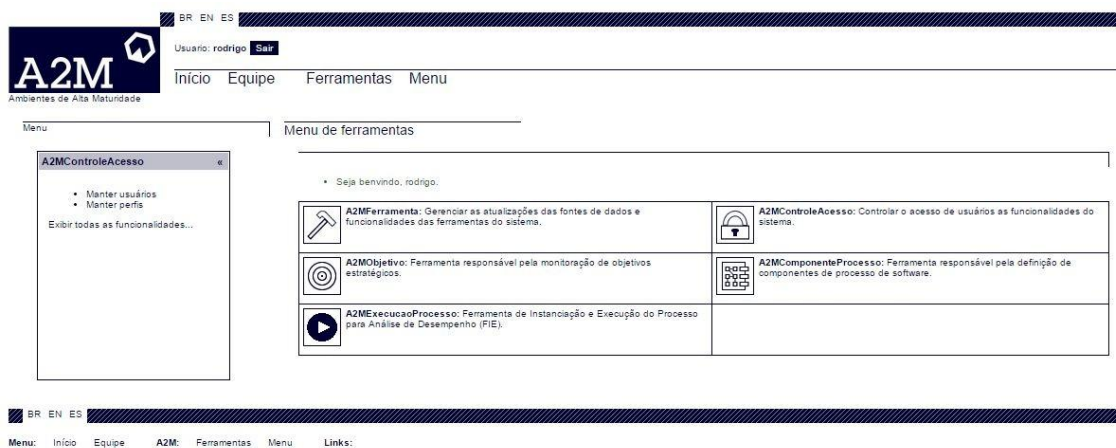 BR EN ES
Usuario: rodrigo Sair
A2M
Ambientes de Alta Maturidade
Início Equipe Ferramentas Menu
Menu
A2MControleAcesso «
• Manter usuários
• Manter perfis
Exibir todas as funcionalidades...
Menu de ferramentas
• Seja benvindo, rodrigo.
A2MFerramenta: Gerenciar as atualizações das fontes de dados e
funcionalidades das ferramentas do sistema.
A2MControleAcesso: Controlar o acesso de usuários as funcionalidades do
sistema.
A2MObjetivo: Ferramenta responsável pela monitoração de objetivos
estratégicos.
A2MComponenteProcesso: Ferramenta responsável pela definição de
componentes de processo de software.
A2MExecucaoProcesso: Ferramenta de Instanciação e Execução do Processo
para Análise de Desempenho (FIE).
BR EN ES
Menu: Início Equipe A2M: Ferramentas Menu Links: